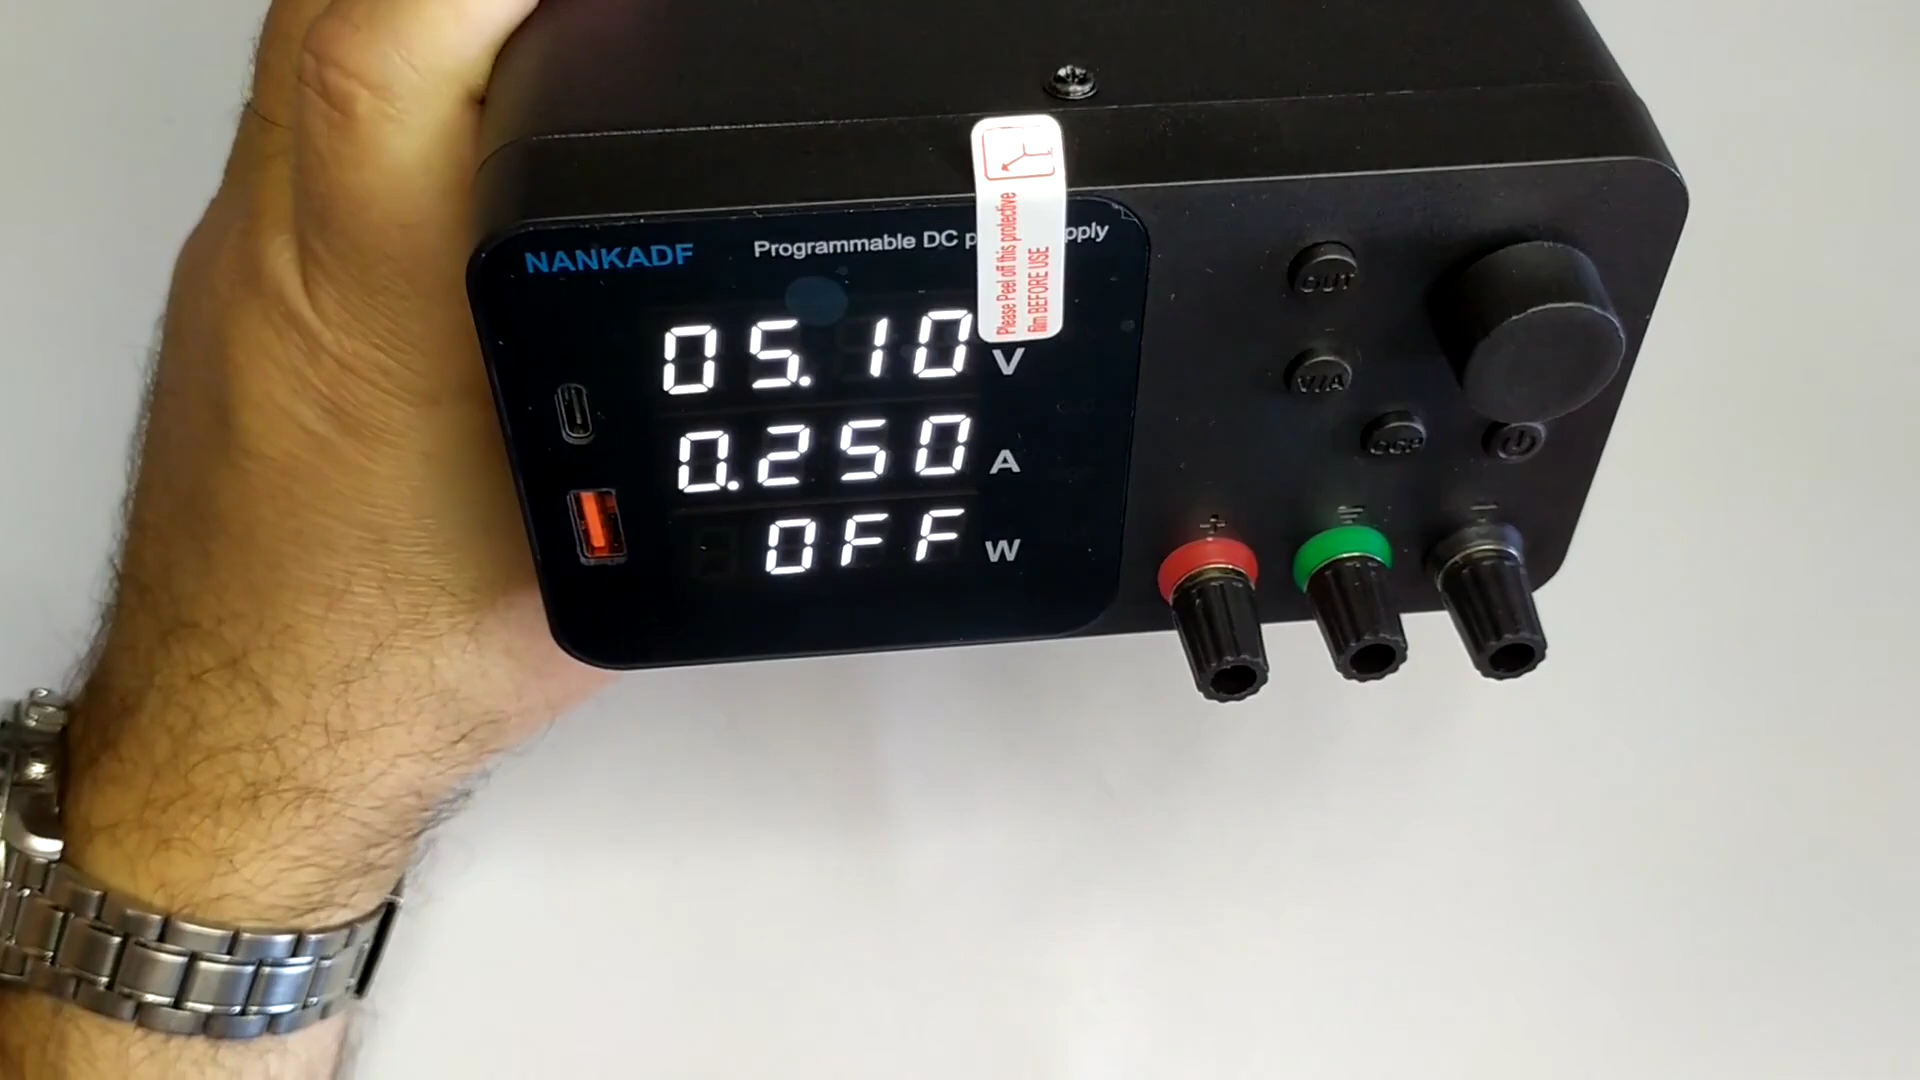 NANKADF
Programmable DC p pply
Please Peel off this protective
film BEFORE USE
05.10 V
0.250 A
OFF W
OUT
V/A
OCP
+
-